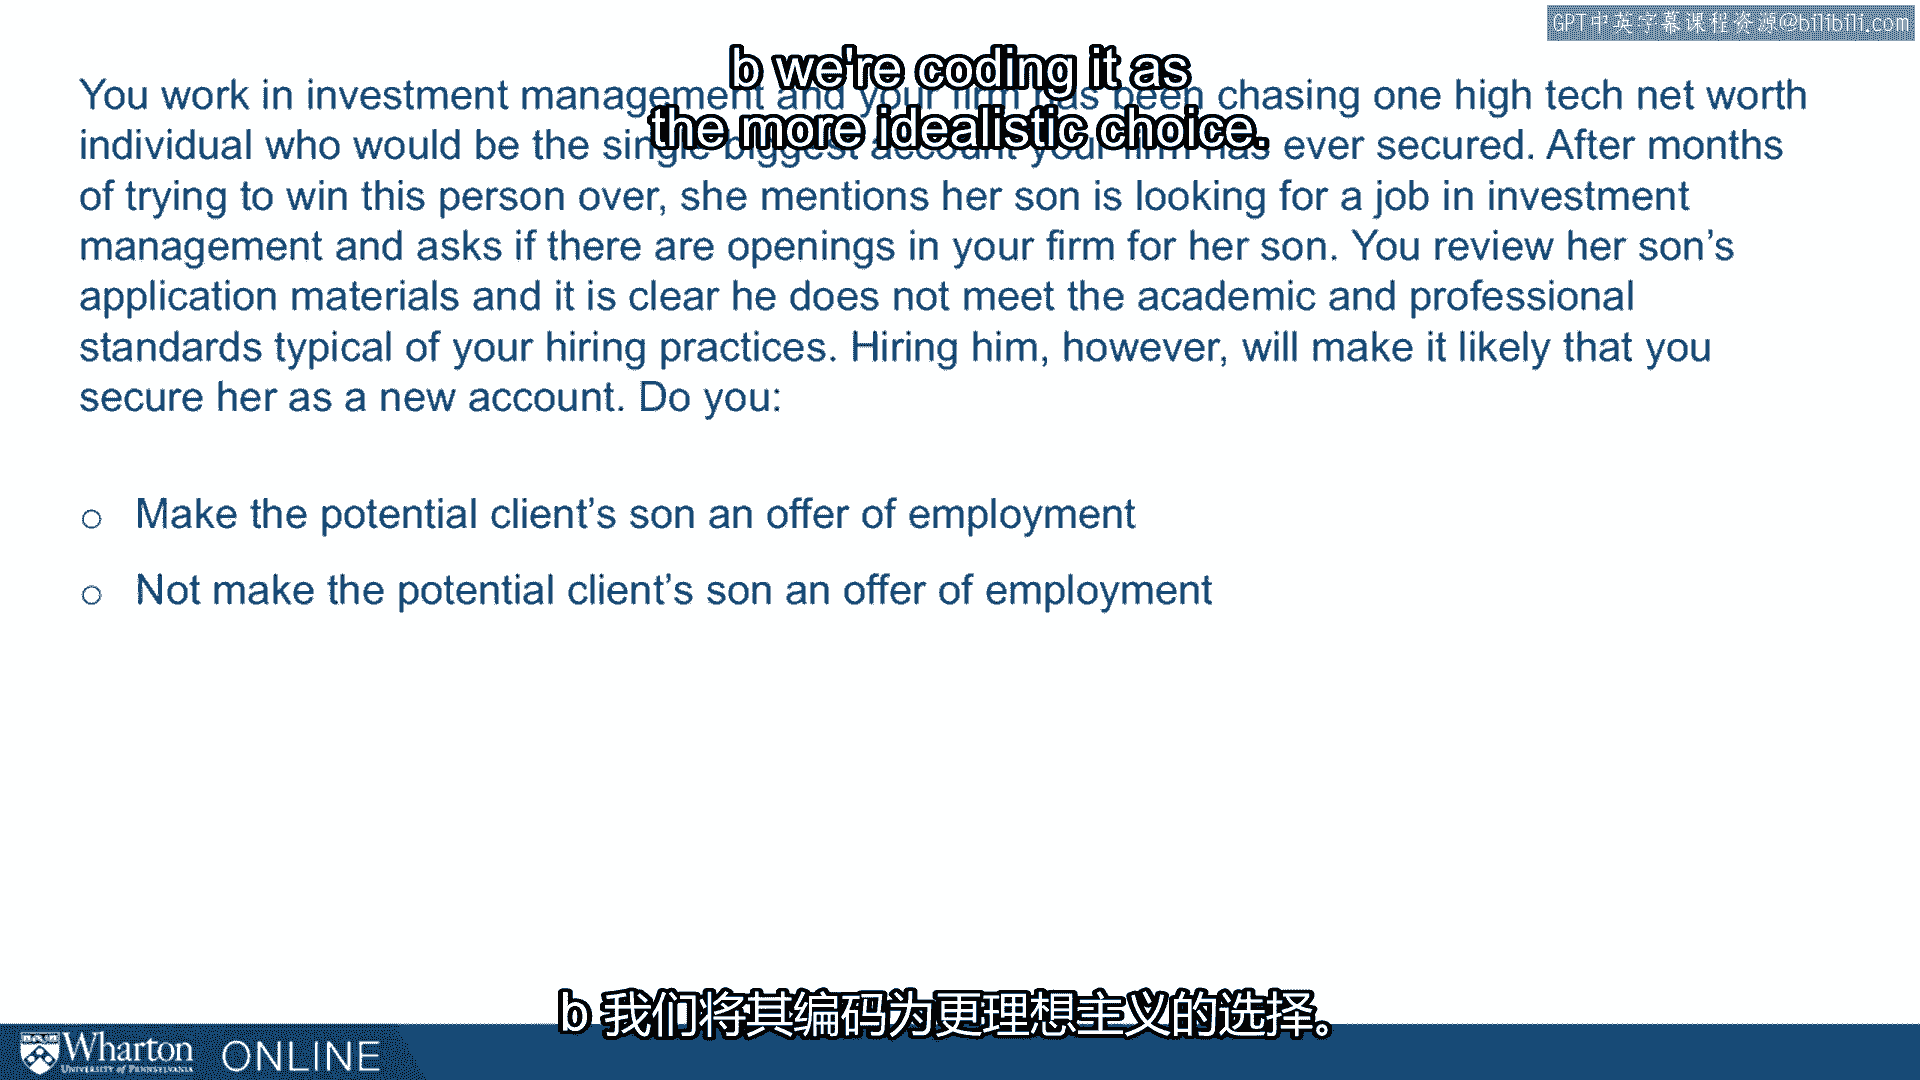 GPT中英字幕课程资源@bilibili.com
b we're coding it as
the more idealistic choice.
You work in investment management and your firm has been chasing one high tech net worth
individual who would be the single biggest account your firm has ever secured. After months
of trying to win this person over, she mentions her son is looking for a job in investment
management and asks if there are openings in your firm for her son. You review her son’s
application materials and it is clear he does not meet the academic and professional
standards typical of your hiring practices. Hiring him, however, will make it likely that you
secure her as a new account. Do you:
o Make the potential client’s son an offer of employment
o Not make the potential client’s son an offer of employment
b 我们将其编码为更理想主义的选择。
Wharton ONLINE
UNIVERSITY of PENNSYLVANIA